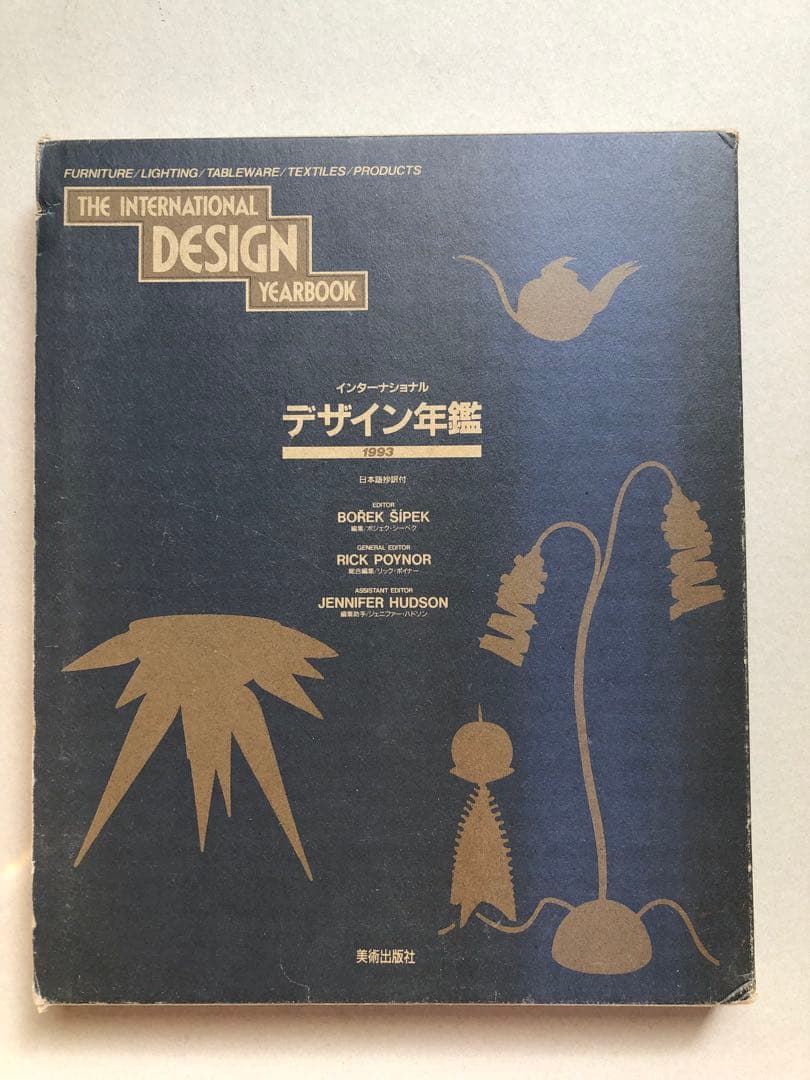 FURNITURE/LIGHTING/TABLEWARE/TEXTILES/PRODUCTS
THE INTERNATIONAL
DESIGN
YEARBOOK
インターナショナル
デザイン年鑑
1993
日本語抄訳付
EDITOR
BOŘEK ŠÍPEK
編集/ボジェク・シーペク
GENERAL EDITOR
RICK POYNOR
総合編集/リック・ポイナー
ASSISTANT EDITOR
JENNIFER HUDSON
編集助手/ジェニファー・ハドソン
美術出版社